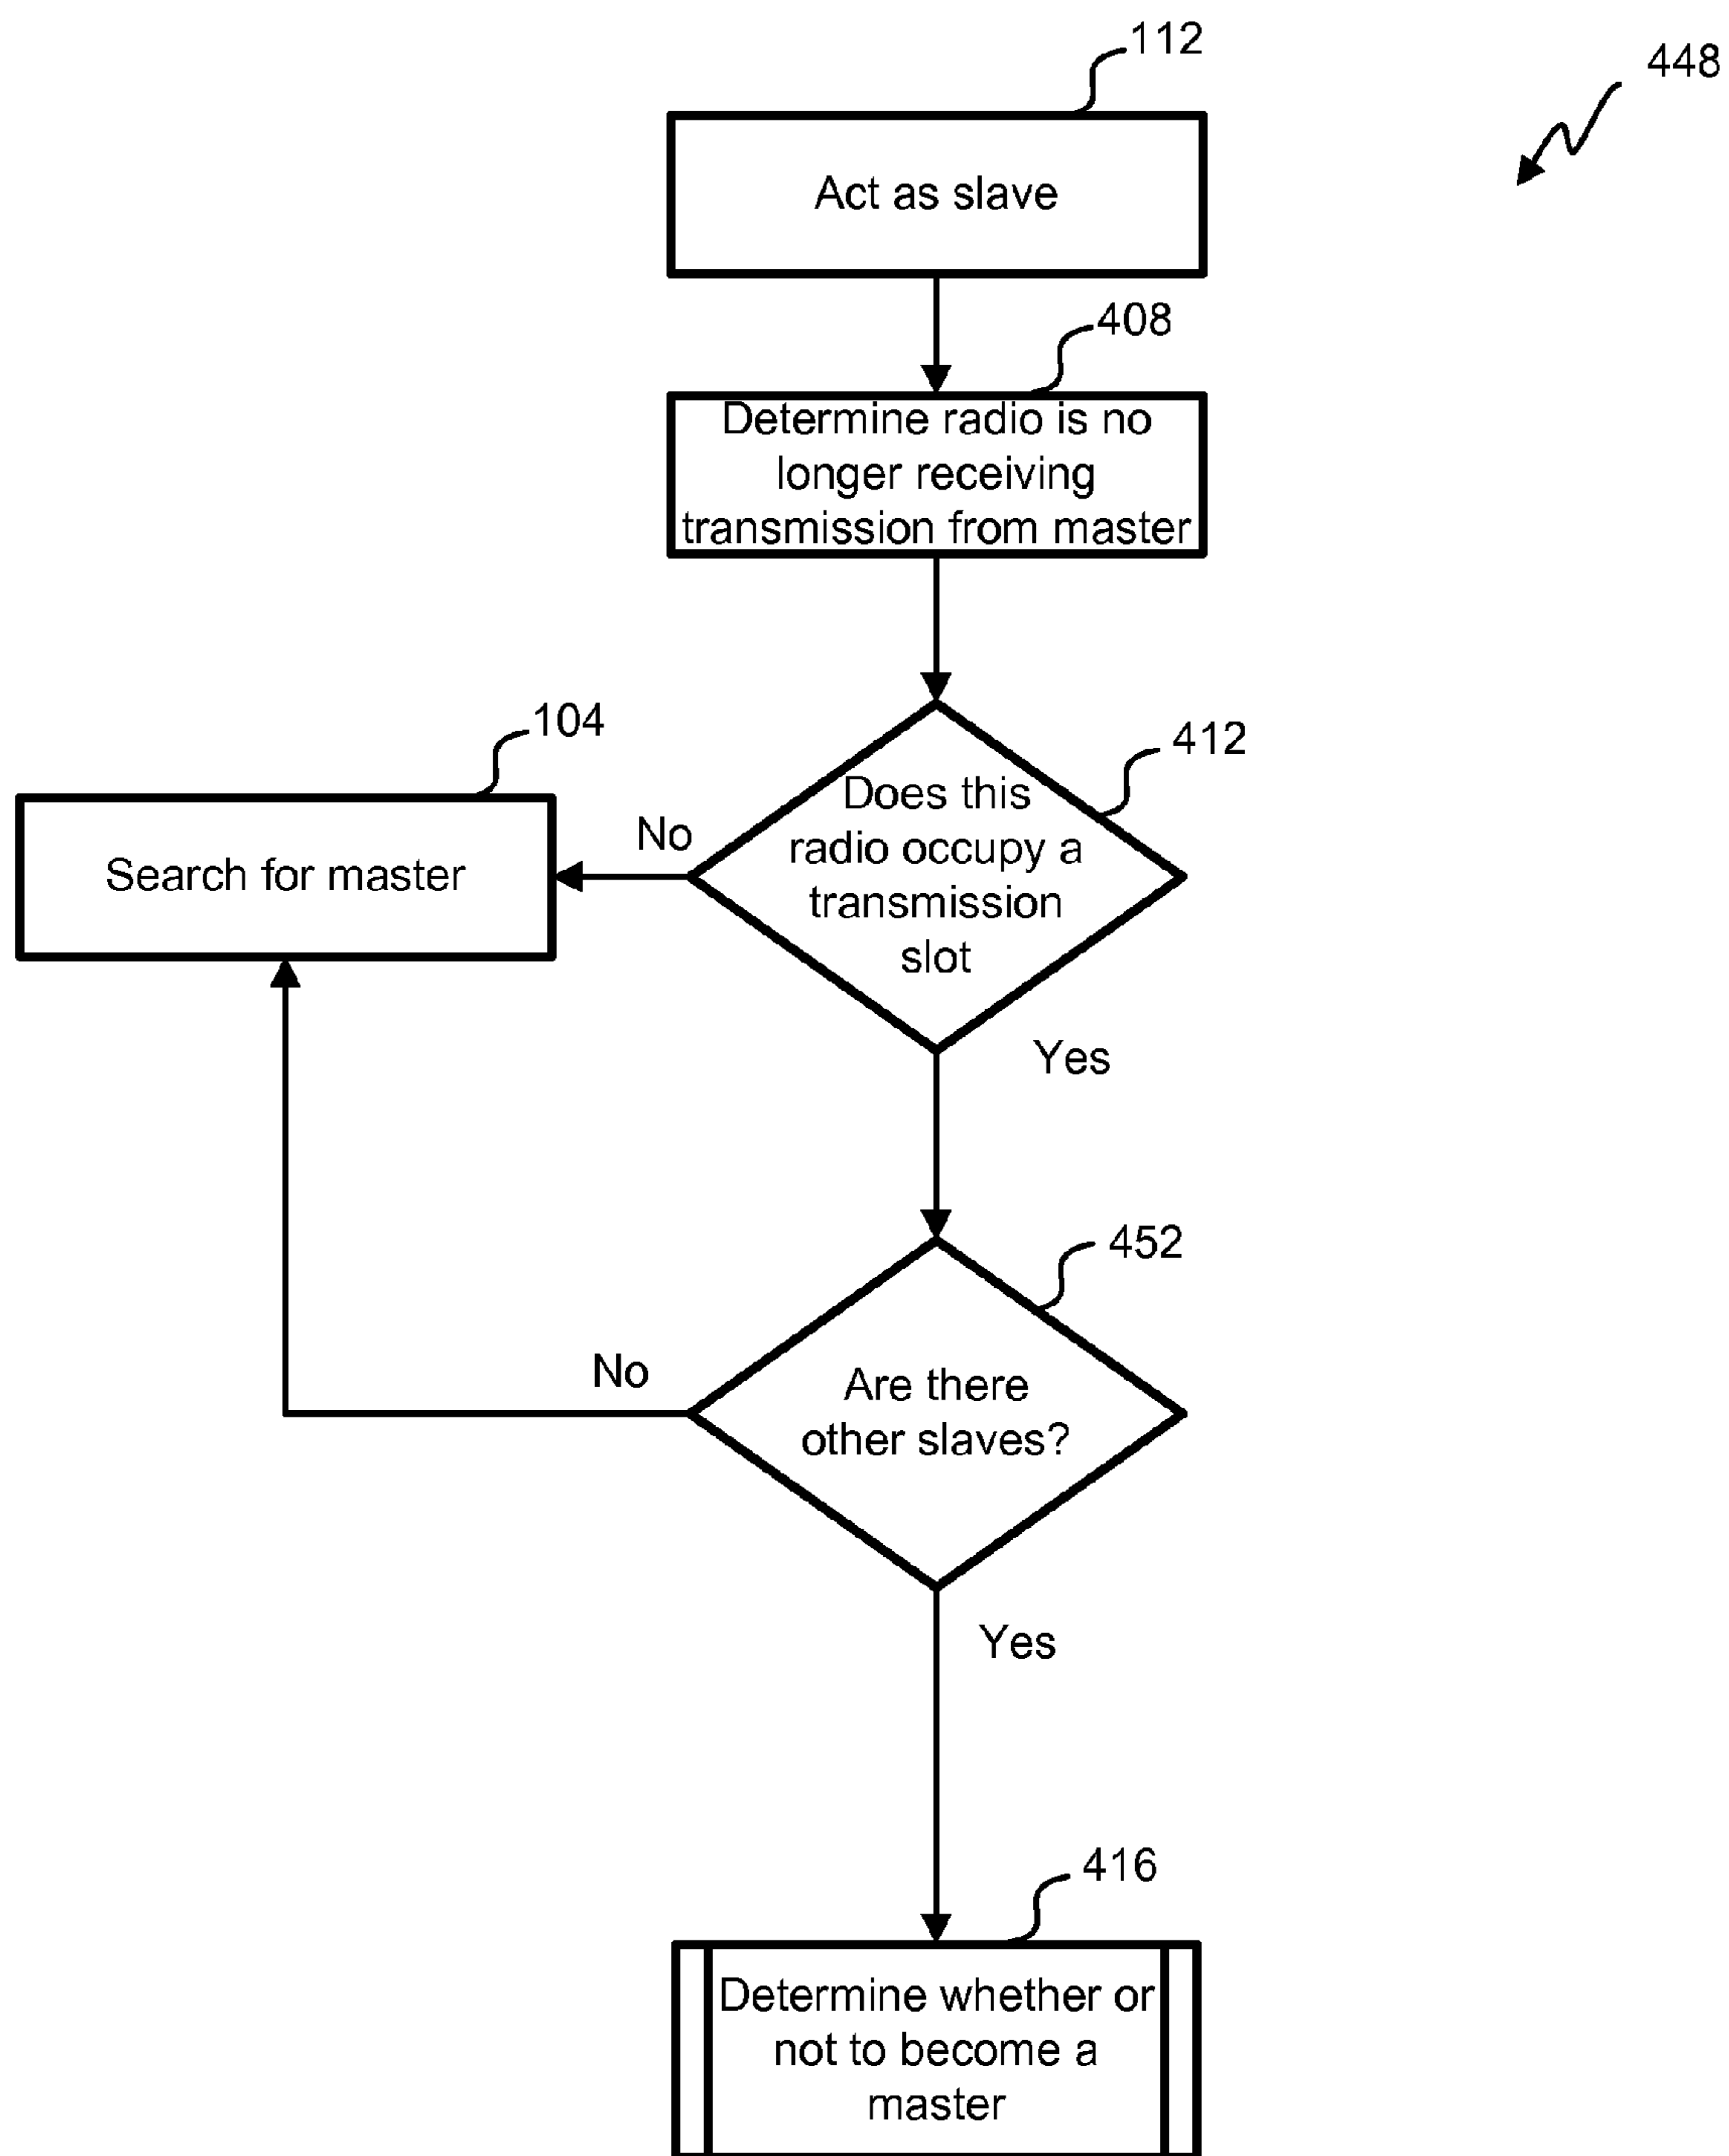 112
448
Act as slave
408
Determine radio is no
longer receiving
transmission from master
104
412
Does this
radio occupy a
transmission
slot
No
Search for master
Yes
452
No
Are there
other slaves?
Yes
416
Determine whether or
not to become a
master